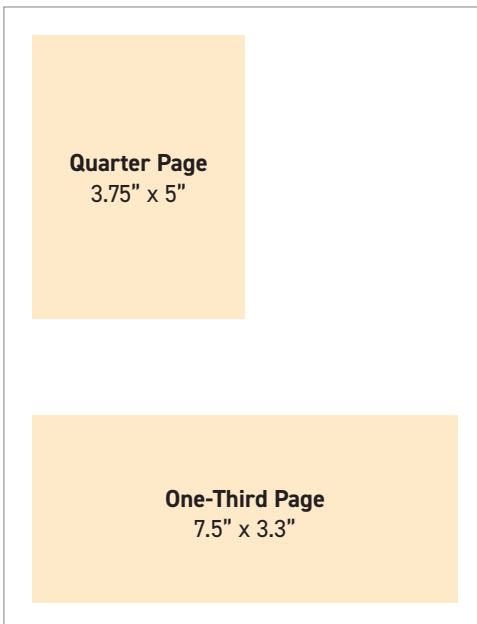 Quarter Page
3.75” x 5”
One-Third Page
7.5” x 3.3”